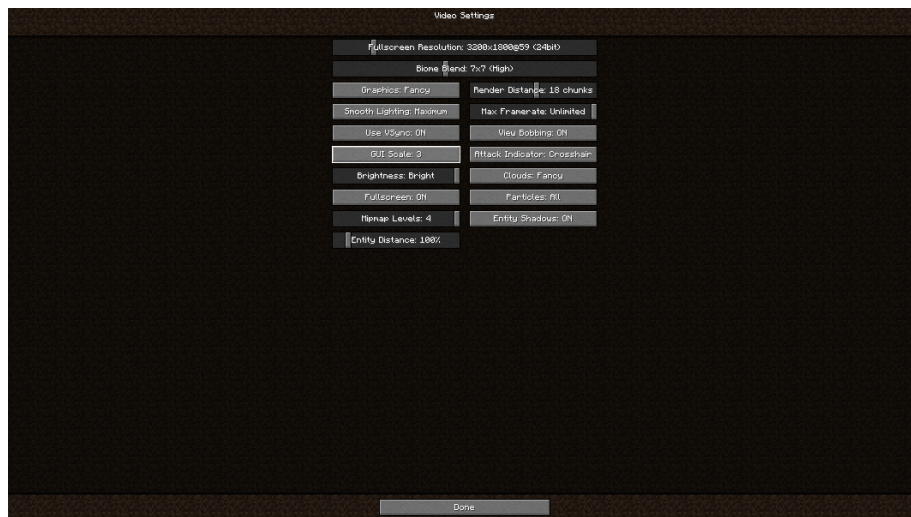 Video Settings
Fullscreen Resolution: 3200x1800@59 (24bit)
Biome Blend: 7x7 (High)
Graphics: Fancy
Render Distance: 18 chunks
Smooth Lighting: Maximum
Max Framerate: Unlimited
Use VSync: ON
View Bobbing: ON
GUI Scale: 3
Attack Indicator: Crosshair
Brightness: Bright
Clouds: Fancy
Fullscreen: ON
Particles: All
Mipmap Levels: 4
Entity Shadows: ON
Entity Distance: 100%
Done